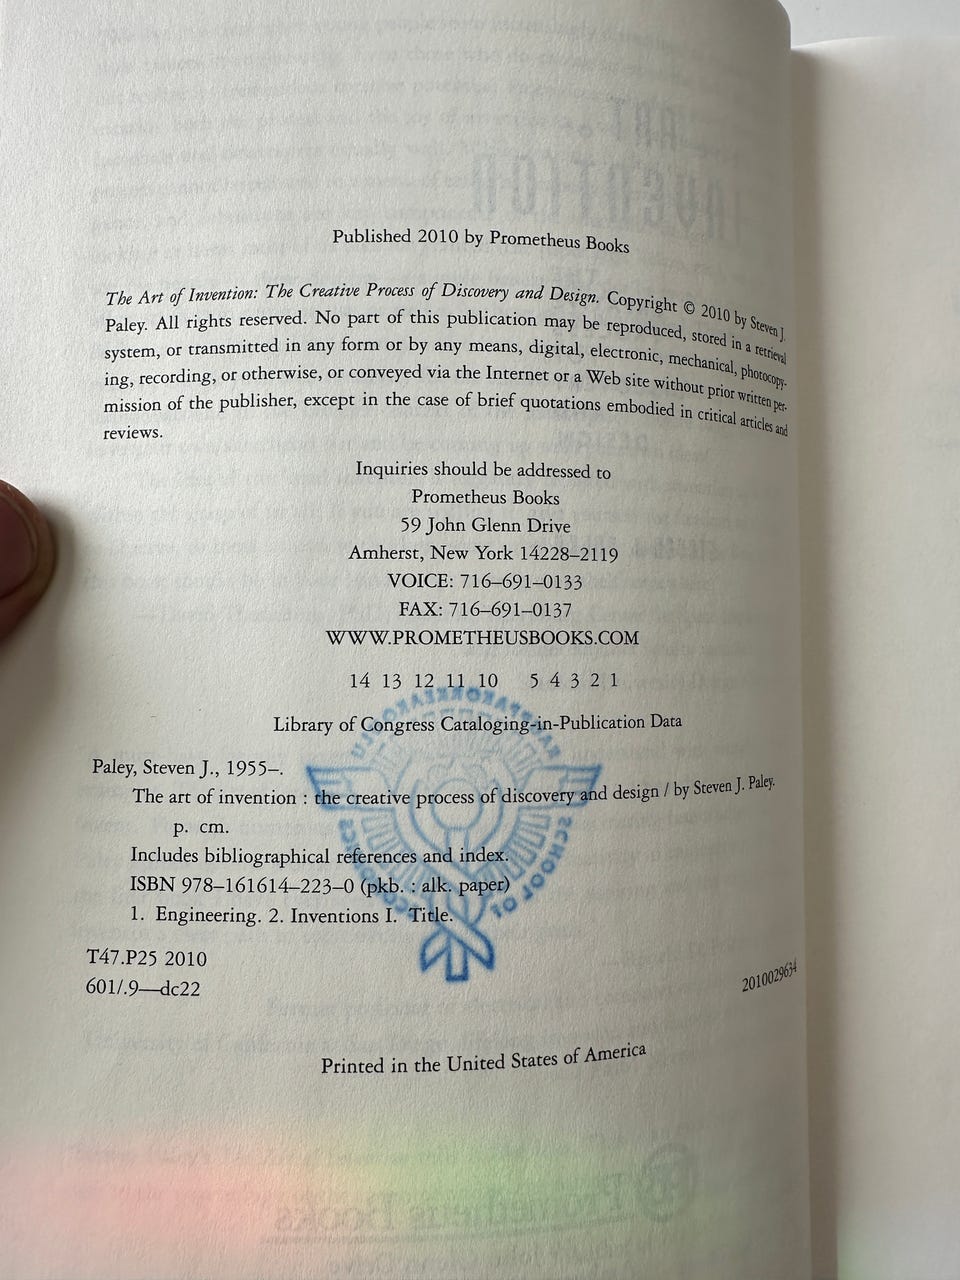 Published 2010 by Prometheus Books
The Art of Invention: The Creative Process of Discovery and Design. Copyright © 2010 by Steven J.
Paley. All rights reserved. No part of this publication may be reproduced, stored in a retrieval
system, or transmitted in any form or by any means, digital, electronic, mechanical, photocopy-
ing, recording, or otherwise, or conveyed via the Internet or a Web site without prior written per-
mission of the publisher, except in the case of brief quotations embodied in critical articles and
reviews.
Inquiries should be addressed to
Prometheus Books
59 John Glenn Drive
Amherst, New York 14228–2119
VOICE: 716–691–0133
FAX: 716–691–0137
WWW.PROMETHEUSBOOKS.COM
14 13 12 11 10 5 4 3 2 1
Library of Congress Cataloging-in-Publication Data
Paley, Steven J., 1955–.
The art of invention : the creative process of discovery and design / by Steven J. Paley.
p. cm.
Includes bibliographical references and index.
ISBN 978–161614–223–0 (pkb. : alk. paper)
1. Engineering. 2. Inventions I. Title.
T47.P25 2010
601/.9—dc22
2010029634
Printed in the United States of America
SCHOOL OF
Prometheus Books